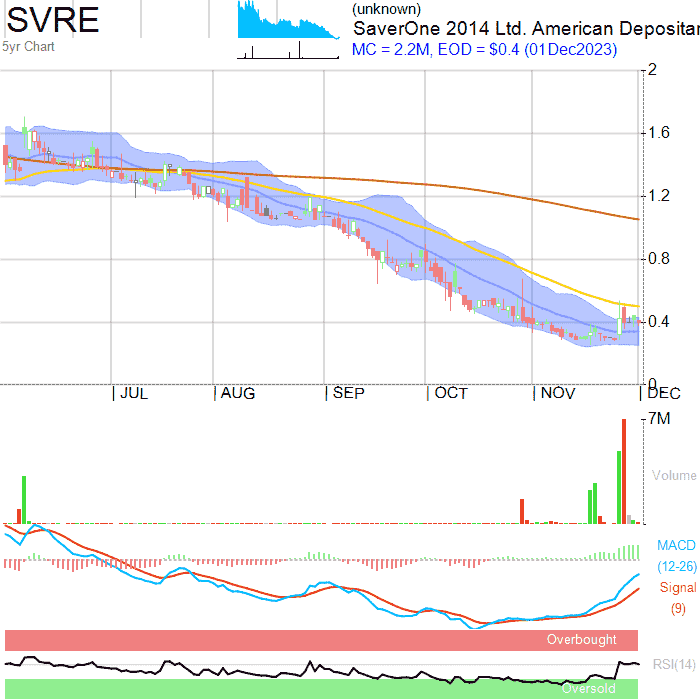 SVRE
5yr Chart
(unknown)
SaverOne 2014 Ltd. American Depositar
MC = 2.2M, EOD = $0.4 (01Dec2023)
2
1.6
1.2
0.8
0.4
0
JUL AUG SEP OCT NOV DEC
7M
Volume
MACD
(12-26)
Signal
(9)
Overbought
RSI(14)
Oversold